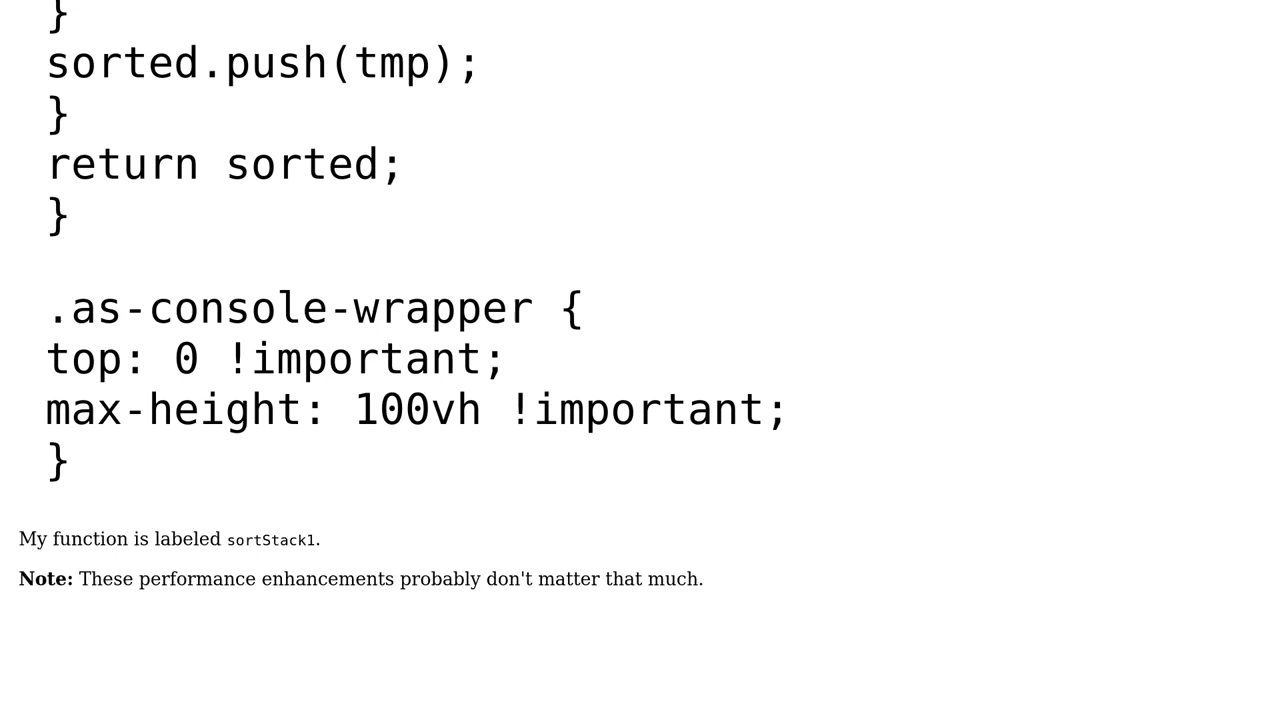 }
sorted.push(tmp);
}
return sorted;
}
.as-console-wrapper {
top: 0 !important;
max-height: 100vh !important;
}
My function is labeled sortStack1.
Note: These performance enhancements probably don't matter that much.